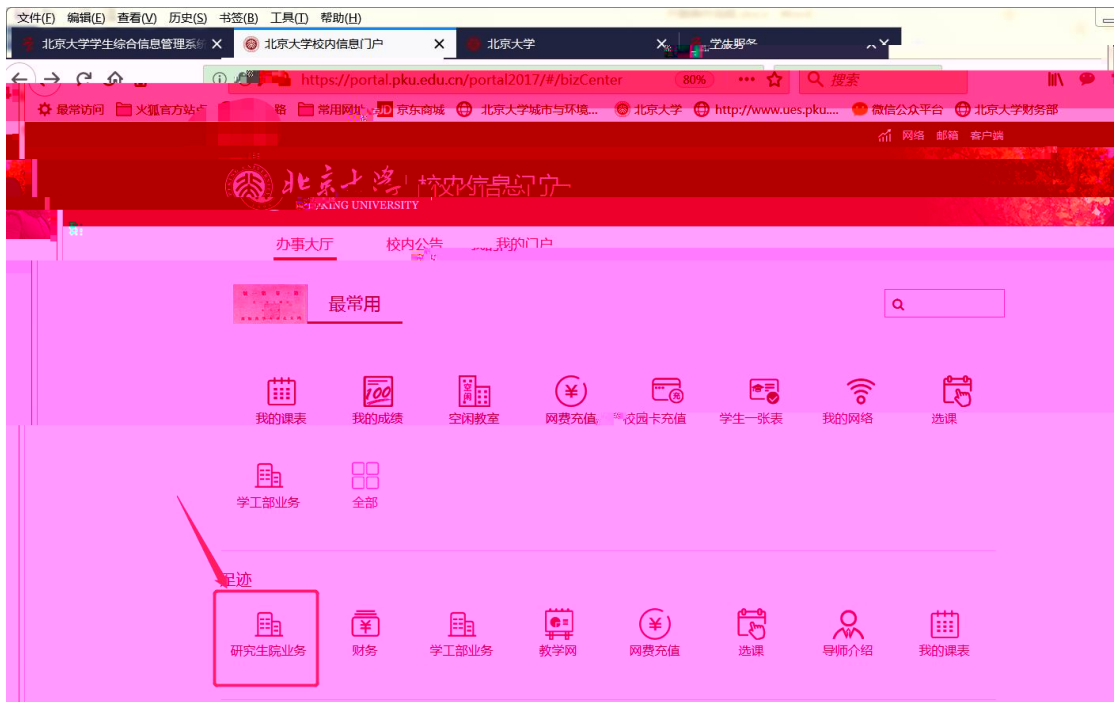 文件(F) 编辑(E) 查看(V) 历史(S) 书签(B) 工具(T) 帮助(H)
北京大学学生综合信息管理系统 北京大学校内信息门户 北京大学
https://portal.pku.edu.cn/portal2017/#/bizCenter 80% 搜索
最常访问 火狐官方站点 常用网址 JD 京东商城 北京大学城市与环境... 北京大学 http://www.ues.pku.... 微信公众平台 北京大学财务部
网络 邮箱 客户端
北京大学 校内信息门户
KING UNIVERSITY
办事大厅 校内公告 我的门户
最常用
我的课表 我的成绩 空闲教室 网费充值 校园卡充值 学生一张表 我的网络 选课
学工部业务 全部
足迹
研究生院业务 财务 学工部业务 教学网 网费充值 选课 导师介绍 我的课表